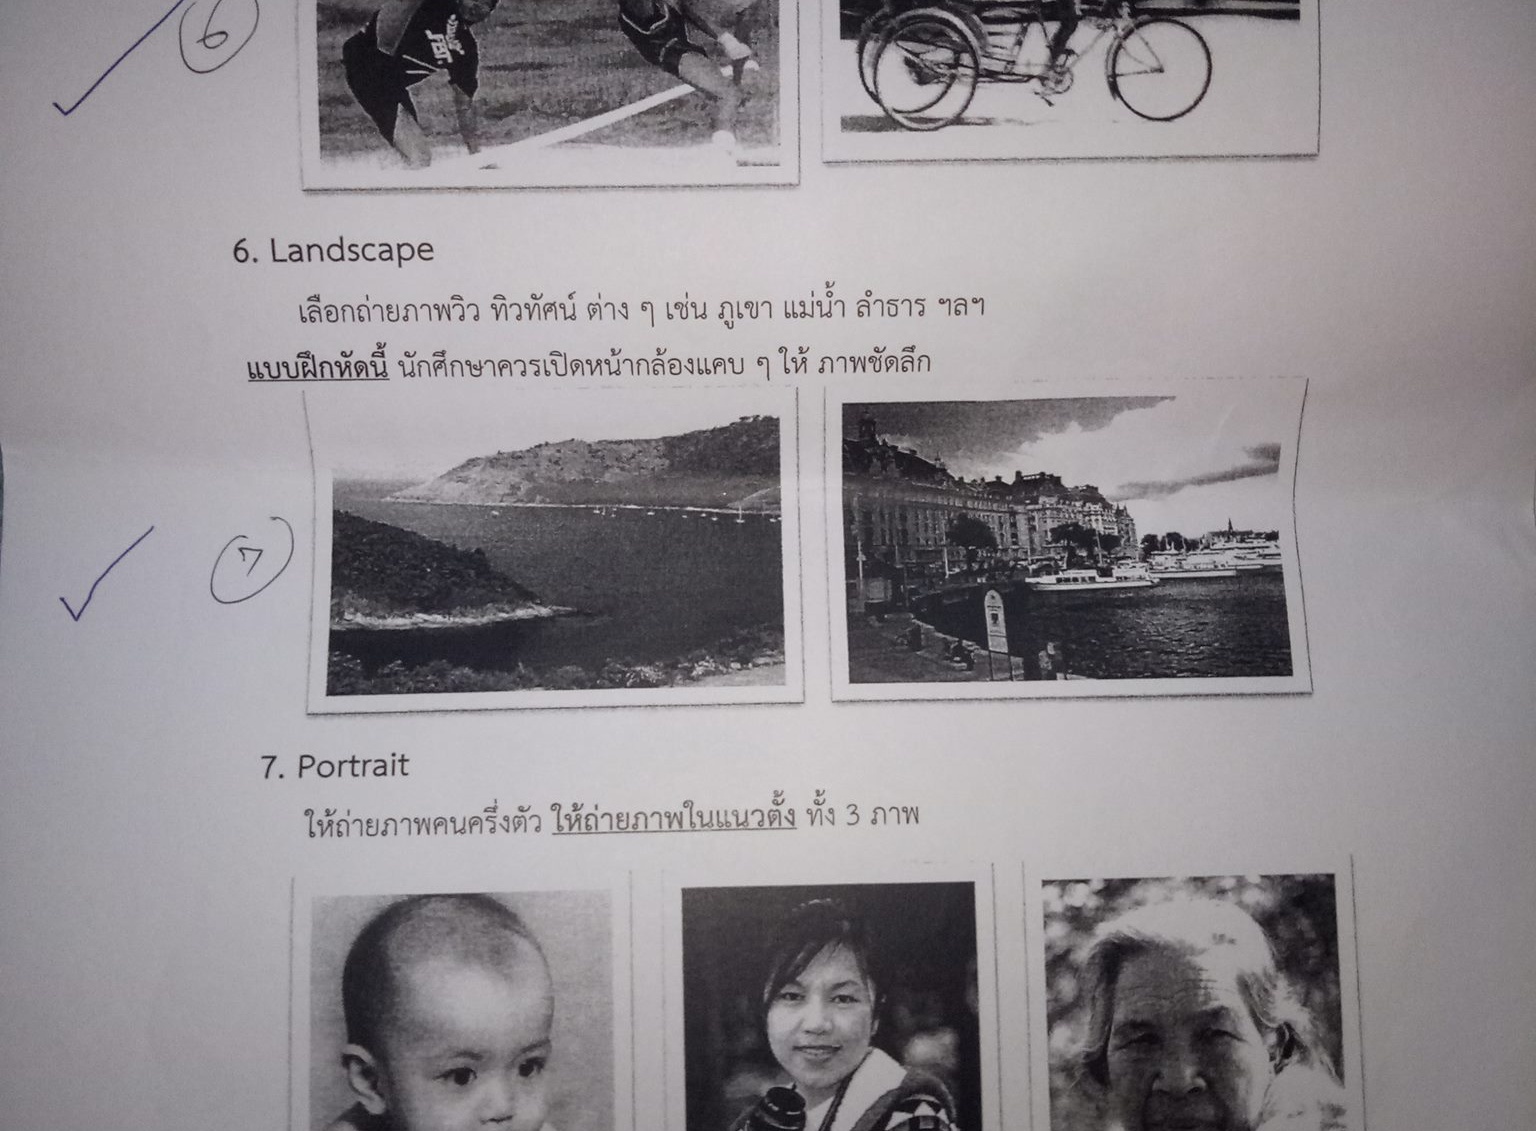 6
6. Landscape
เลือกถ่ายภาพวิว ทิวทัศน์ ต่าง ๆ เช่น ภูเขา แม่น้ำ ลำธาร ฯลฯ
แบบฝึกหัดนี้ นักศึกษาควรเปิดหน้ากล้องแคบ ๆ ให้ ภาพชัดลึก
7
7. Portrait
ให้ถ่ายภาพคนครึ่งตัว ให้ถ่ายภาพในแนวตั้ง ทั้ง 3 ภาพ